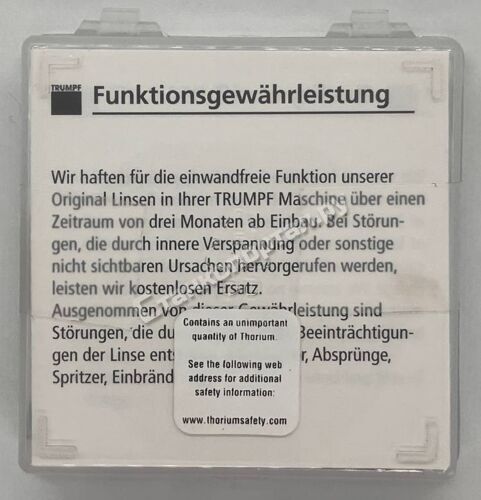 TRUMPF
Funktionsgewährleistung
Wir haften für die einwandfreie Funktion unserer
Original Linsen in Ihrer TRUMPF Maschine über einen
Zeitraum von drei Monaten ab Einbau. Bei Störun-
gen, die durch innere Verspannung oder sonstige
nicht sichtbaren Ursachen hervorgerufen werden,
leisten wir kostenlosen Ersatz.
Ausgenommen von dieser Gewährleistung sind
Störungen, die du Beeinträchtigun-
gen der Linse ents r, Absprünge,
Spritzer, Einbränd
Contains an unimportant
quantity of Thorium.
See the following web
address for additional
safety information:
www.thoriumsafety.com